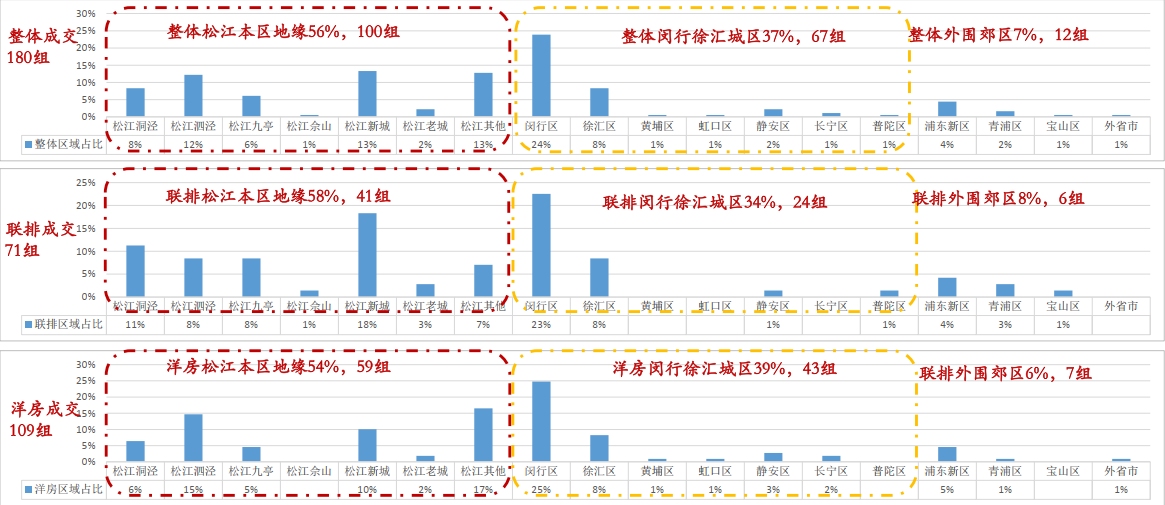 整体成交
180组
整体松江本区地缘56%，100组
整体闵行徐汇城区37%，67组
整体外围郊区7%，12组
30%
25%
20%
15%
10%
5%
0%
松江洞泾 松江泗泾 松江九亭 松江佘山 松江新城 松江老城 松江其他 闵行区 徐汇区 黄埔区 虹口区 静安区 长宁区 普陀区 浦东新区 青浦区 宝山区 外省市
整体区域占比 8% 12% 6% 1% 13% 2% 13% 24% 8% 1% 1% 2% 1% 1% 4% 2% 1% 1%
联排成交
71组
联排松江本区地缘58%，41组
联排闵行徐汇城区34%，24组
联排外围郊区8%，6组
25%
20%
15%
10%
5%
0%
松江洞泾 松江泗泾 松江九亭 松江佘山 松江新城 松江老城 松江其他 闵行区 徐汇区 黄埔区 虹口区 静安区 长宁区 普陀区 浦东新区 青浦区 宝山区 外省市
联排区域占比 11% 8% 8% 1% 18% 3% 7% 23% 8% 1% 1% 4% 3% 1%
洋房成交
109组
洋房松江本区地缘54%，59组
洋房闵行徐汇城区39%，43组
联排外围郊区6%，7组
30%
25%
20%
15%
10%
5%
0%
松江洞泾 松江泗泾 松江九亭 松江佘山 松江新城 松江老城 松江其他 闵行区 徐汇区 黄埔区 虹口区 静安区 长宁区 普陀区 浦东新区 青浦区 宝山区 外省市
洋房区域占比 6% 15% 5% 10% 2% 17% 25% 8% 1% 1% 3% 2% 5% 1% 1%